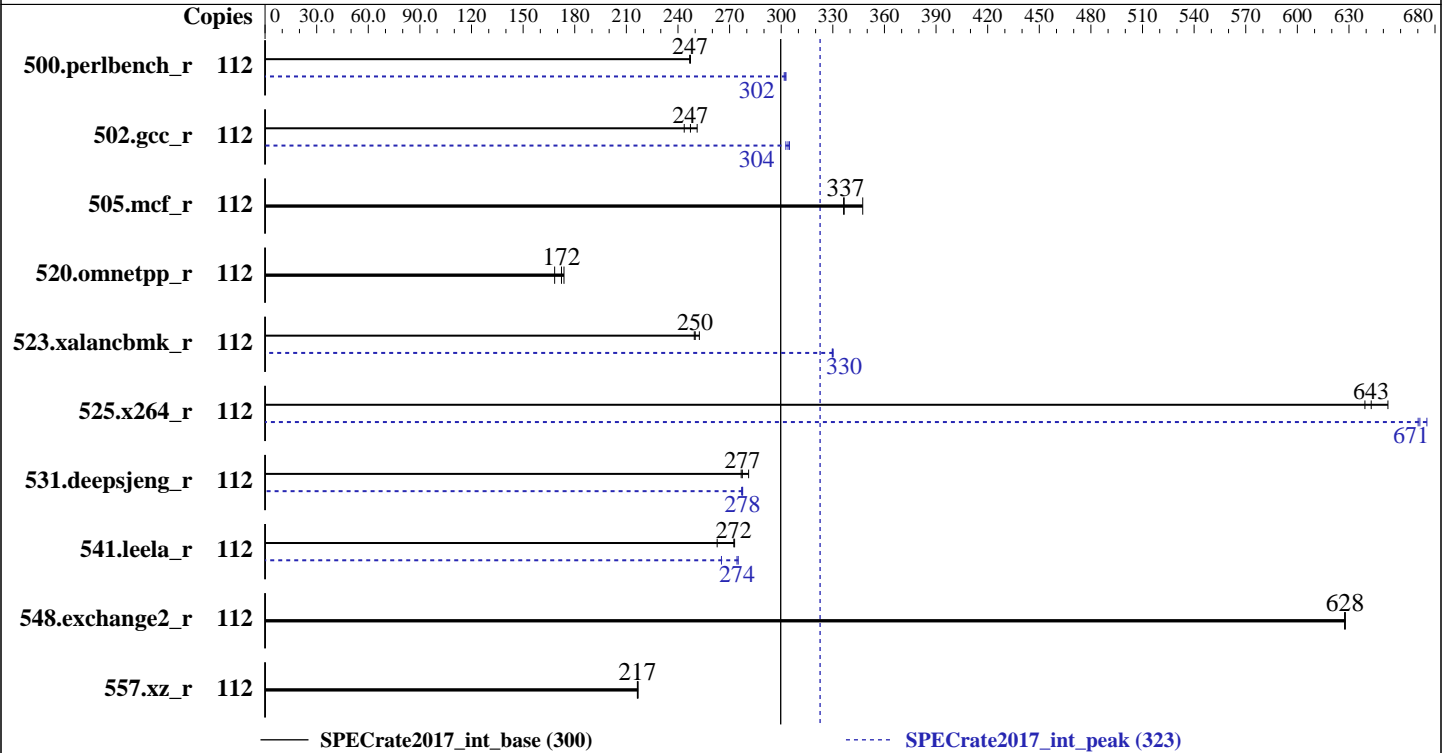 Copies 0 30.0 60.0 90.0 120 150 180 210 240 270 300 330 360 390 420 450 480 510 540 570 600 630 680
247
500.perlbench_r 112
302
247
502.gcc_r 112
304
337
505.mcf_r 112
172
520.omnetpp_r 112
250
523.xalancbmk_r 112
330
643
525.x264_r 112
671
277
531.deepsjeng_r 112
278
272
541.leela_r 112
274
628
548.exchange2_r 112
217
557.xz_r 112
SPECrate2017_int_base (300) SPECrate2017_int_peak (323)